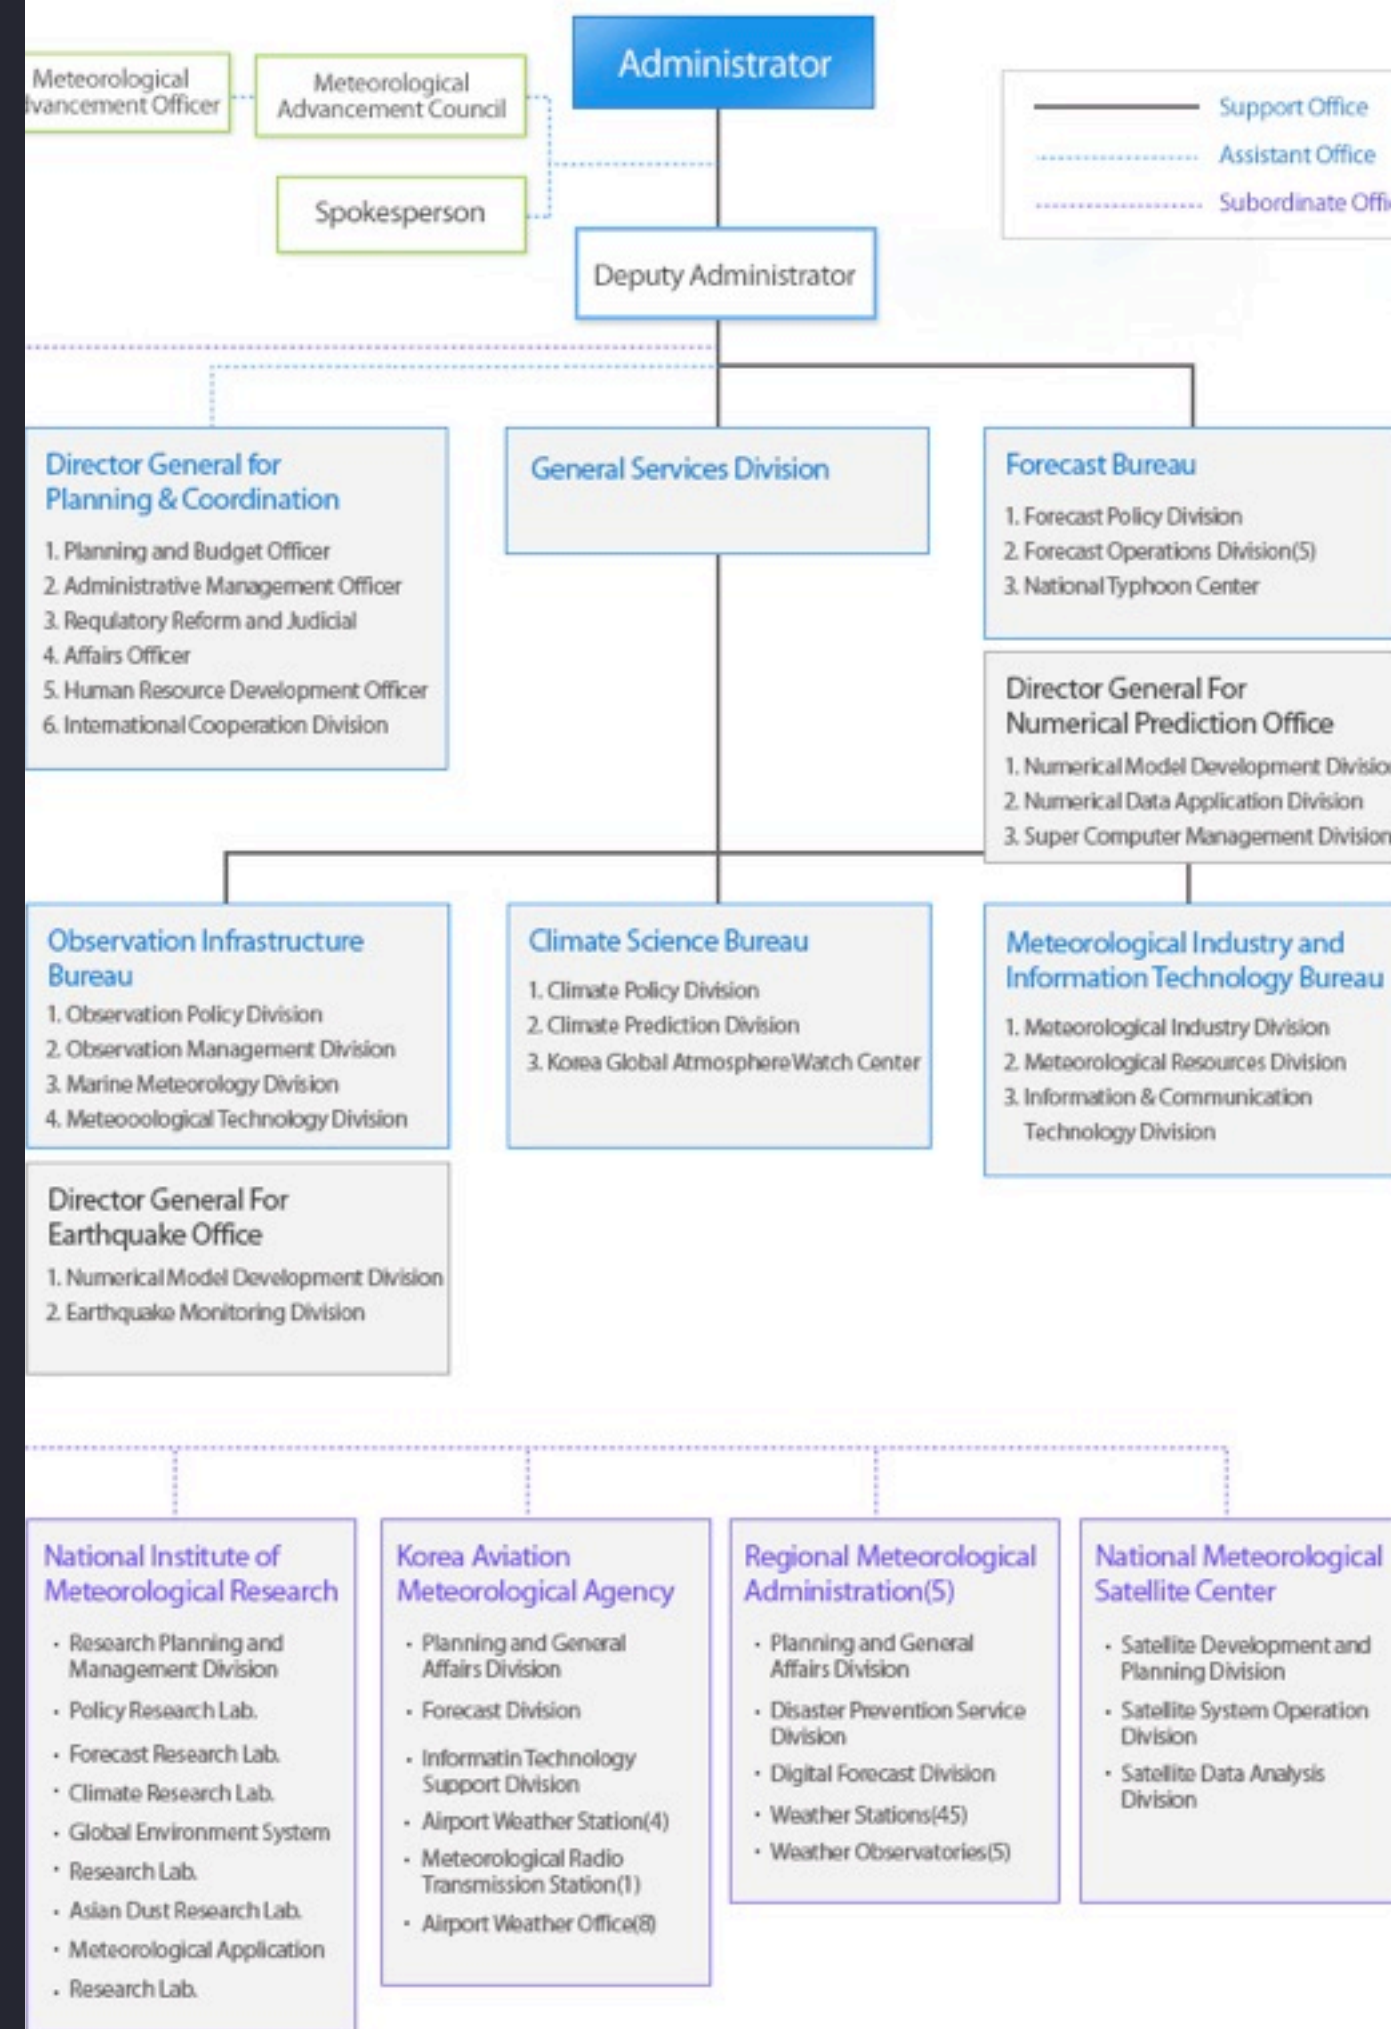 Administrator
Meteorological
Advancement Council
Meteorological
Officer
Spokesperson
Support Office
Assistant Office
Subordinate
Deputy Administrator
Director General for
Planning & Coordination
1. Planning and Budget Officer
2. Administrative Management Officer
3. Requlatory Reform and Judicial
4. Affairs Officer
5. Human Resource Development Officer
6. International Cooperation Division
General Services Division
Forecast Bureau
1. Forecast Policy Division
2. Forecast Operations Division(5)
3. National Typhoon Center
Director General For
Numerical Prediction Office
1. Numerical Model Development
2. Numerical Data Application Division
3. Super Computer Management Division
Observation Infrastructure
Bureau
1. Observation Policy Division
2. Observation Management Division
3. Marine Meteorology Division
4. Meteooological Technology Division
Climate Science Bureau
1. Climate Policy Division
2. Climate Prediction Division
3. Korea Global Atmosphere Watch Center
Meteorological Industry and
Information Technology Bureau
1. Meteorological Industry Division
2. Meteorological Resources Division
3. Information & Communication
Technology Division
Director General For
Earthquake Office
1. Numerical Model Development Division
2. Earthquake Monitoring Division
National Institute of
Meteorological Research
· Research Planning and
Management Division
· Policy Research Lab.
· Forecast Research Lab.
· Climate Research Lab.
· Global Environment System
· Research Lab.
· Asian Dust Research Lab.
· Meteorological Application
· Research Lab.
Korea Aviation
Meteorological Agency
· Planning and General
Affairs Division
· Forecast Division
· Informatin Technology
Support Division
· Airport Weather Station(4)
· Meteorological Radio
Transmission Station(1)
· Airport Weather Office(8)
Regional Meteorological
Administration(5)
· Planning and General
Affairs Division
· Disaster Prevention Service
Division
· Digital Forecast Division
· Weather Stations(45)
· Weather Observatories(5)
National Meteorological
Satellite Center
· Satellite Development and
Planning Division
· Satellite System Operation
Division
· Satellite Data Analysis
Division